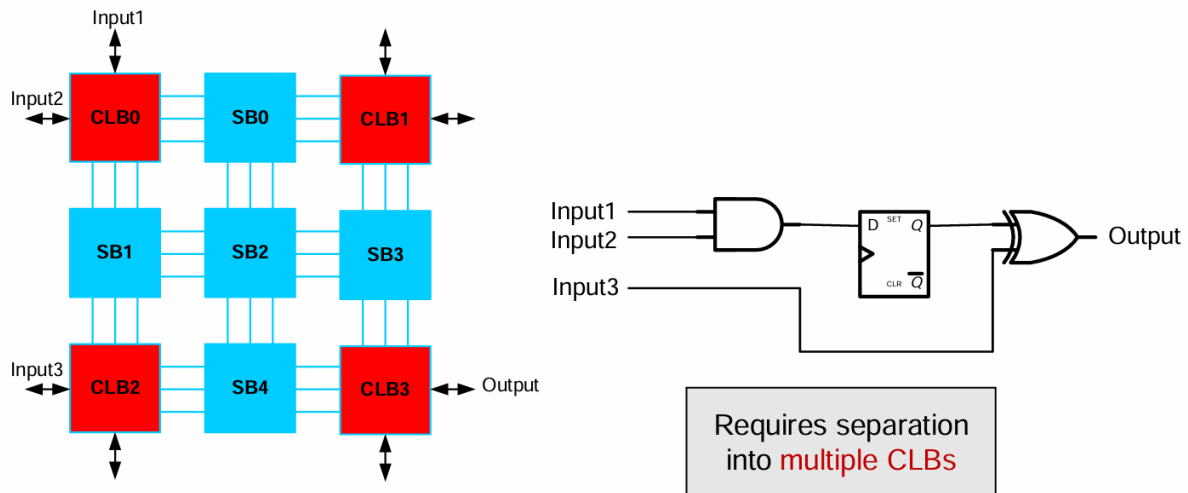 Input1
Input2
CLB0
SB0
CLB1
SB1
SB2
SB3
Input3
CLB2
SB4
CLB3
Output
Input1
Input2
Input3
D
SET
Q
CLR
Q
Output
Requires separation
into multiple CLBs